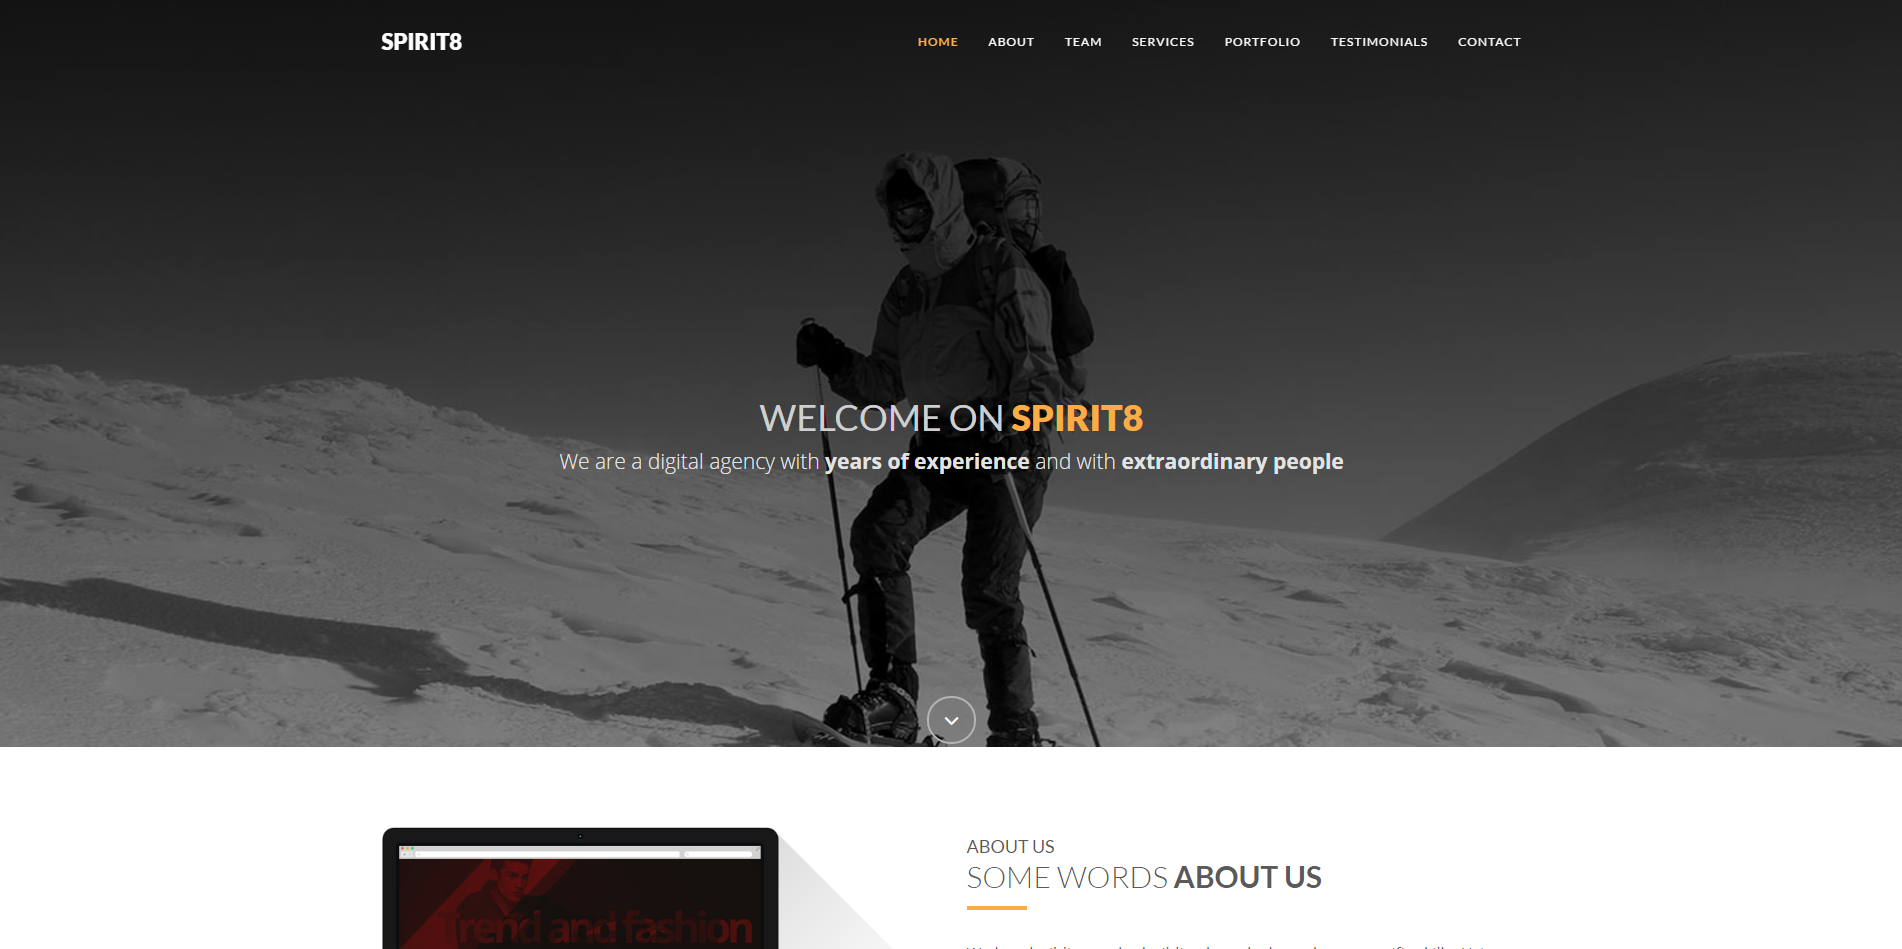 SPIRIT8
HOME ABOUT TEAM SERVICES PORTFOLIO TESTIMONIALS CONTACT
WELCOME ON SPIRIT8
We are a digital agency with years of experience and with extraordinary people
ABOUT US
SOME WORDS ABOUT US
Trend and fashion